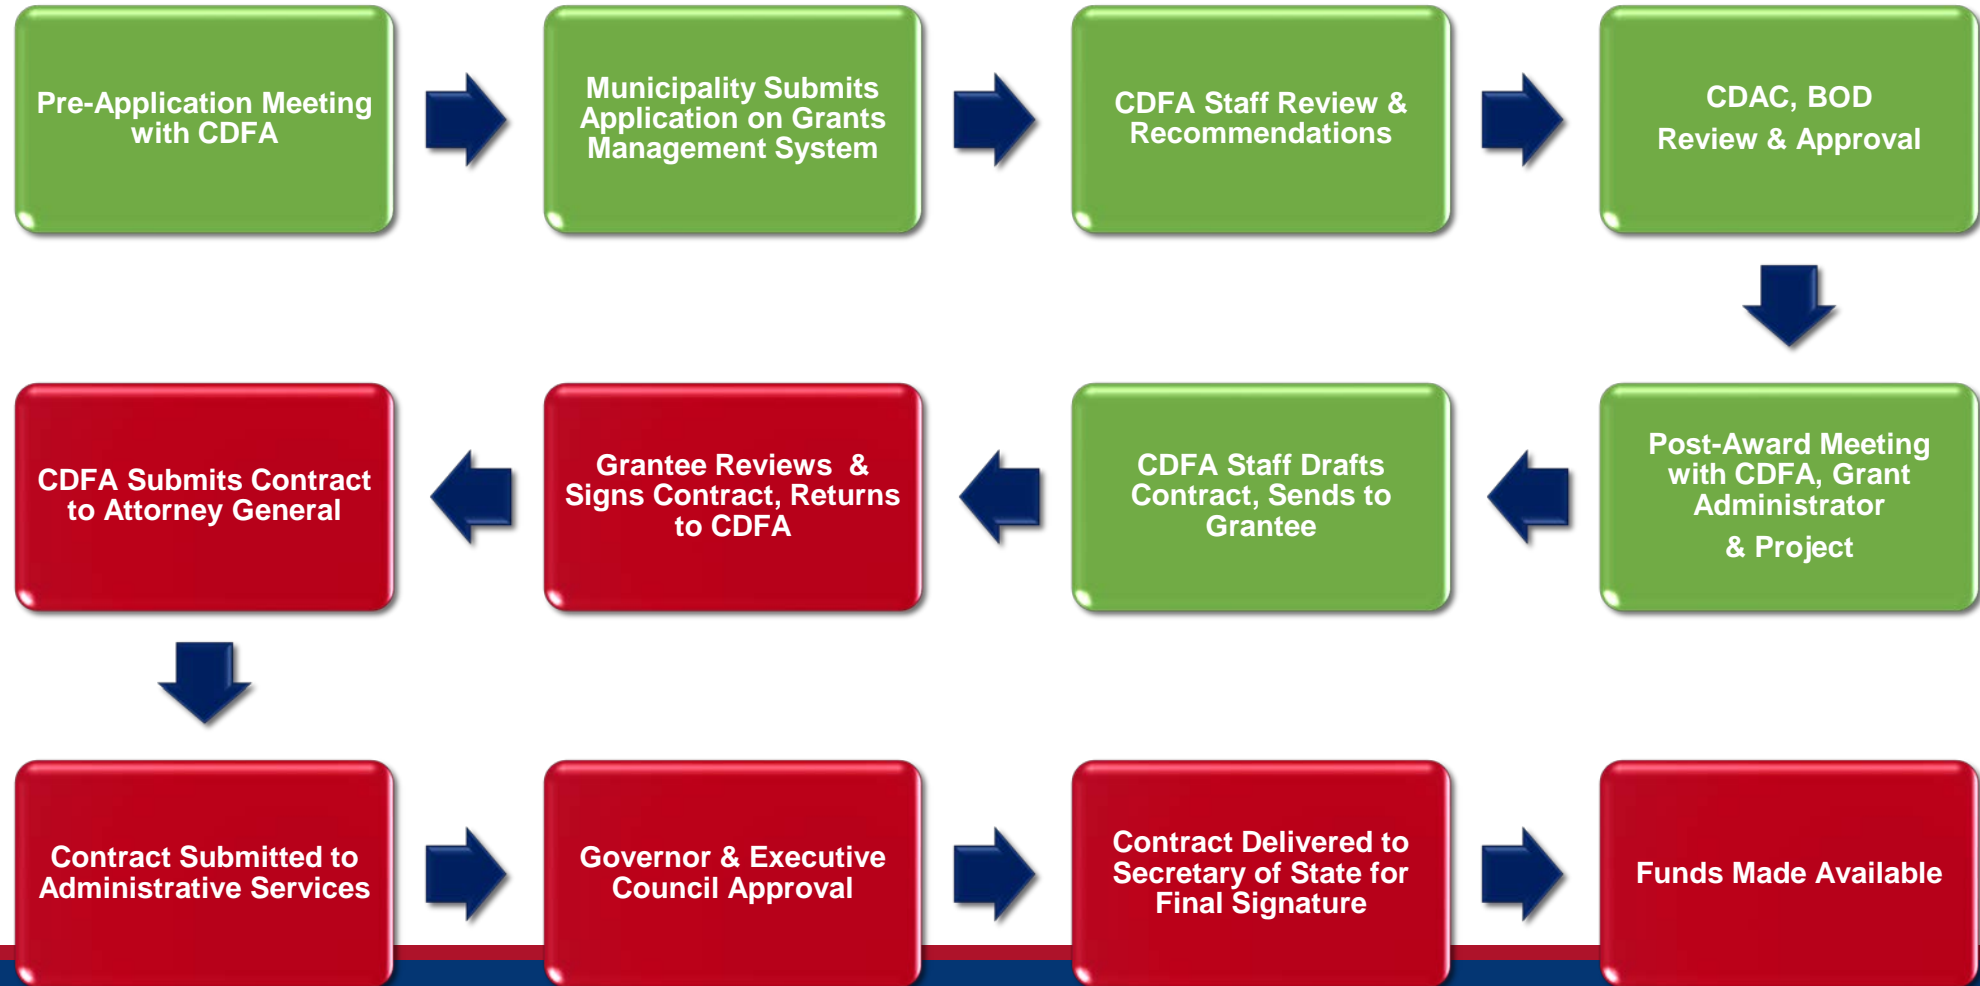 Pre-Application Meeting
with CDFA
Municipality Submits
Application on Grants
Management System
CDFA Staff Review &
Recommendations
CDAC, BOD
Review & Approval
Post-Award Meeting
with CDFA, Grant
Administrator
& Project
CDFA Staff Drafts
Contract, Sends to
Grantee
Grantee Reviews  &
Signs Contract, Returns
to CDFA
CDFA Submits Contract
to Attorney General
Contract Submitted to
Administrative Services
Governor & Executive
Council Approval
Contract Delivered to
Secretary of State for
Final Signature
Funds Made Available